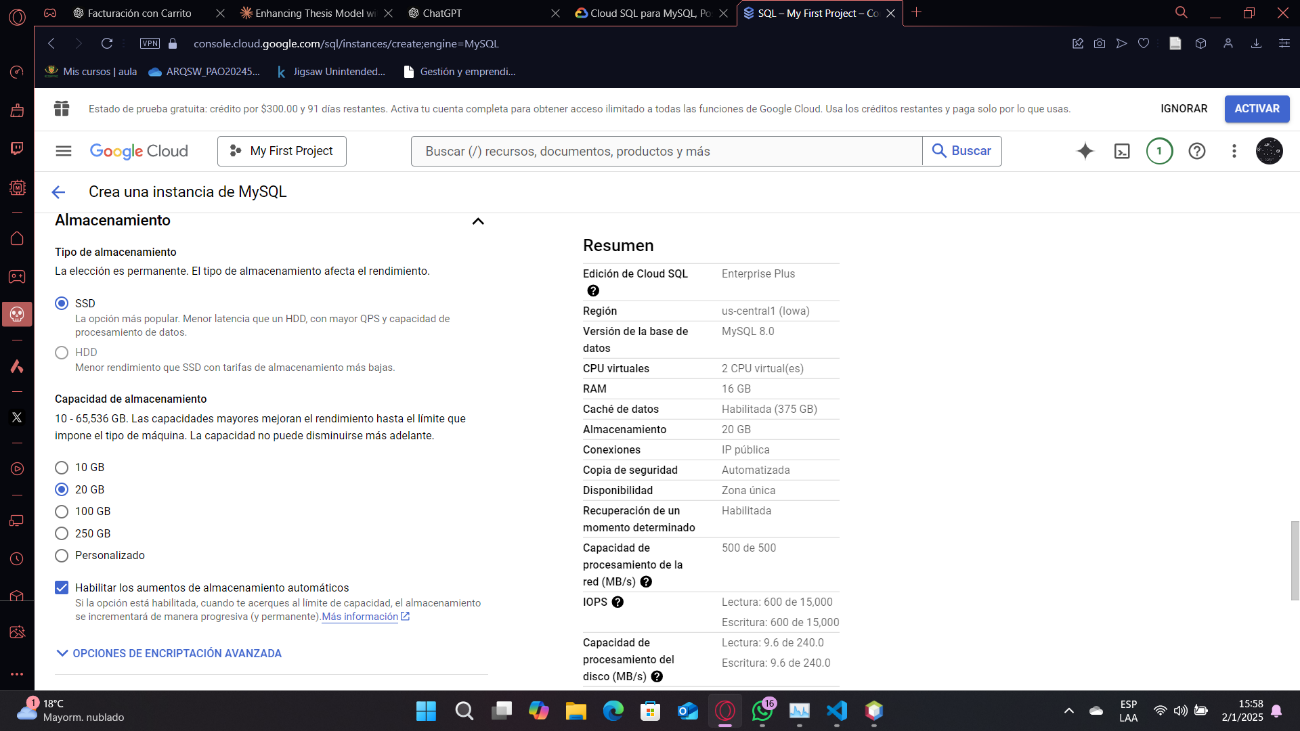 Facturación con Carrito
Enhancing Thesis Model wi
ChatGPT
Cloud SQL para MySQL, Po
SQL – My First Project – Co
VPN
console.cloud.google.com/sql/instances/create;engine=MySQL
Mis cursos | aula
ARQSW_PAO20245...
Jigsaw Unintended...
Gestión y emprendi...
Estado de prueba gratuita: crédito por $300.00 y 91 días restantes. Activa tu cuenta completa para obtener acceso ilimitado a todas las funciones de Google Cloud. Usa los créditos restantes y paga solo por lo que usas.
IGNORAR
ACTIVAR
Google Cloud
My First Project
Buscar (/) recursos, documentos, productos y más
Buscar
1
Crea una instancia de MySQL
Almacenamiento
Tipo de almacenamiento
La elección es permanente. El tipo de almacenamiento afecta el rendimiento.
SSD
La opción más popular. Menor latencia que un HDD, con mayor QPS y capacidad de
procesamiento de datos.
HDD
Menor rendimiento que SSD con tarifas de almacenamiento más bajas.
Capacidad de almacenamiento
10 - 65,536 GB. Las capacidades mayores mejoran el rendimiento hasta el límite que
impone el tipo de máquina. La capacidad no puede disminuirse más adelante.
10 GB
20 GB
100 GB
250 GB
Personalizado
Habilitar los aumentos de almacenamiento automáticos
Si la opción está habilitada, cuando te acerques al límite de capacidad, el almacenamiento
se incrementará de manera progresiva (y permanente). Más información
OPCIONES DE ENCRIPTACIÓN AVANZADA
Resumen
Edición de Cloud SQL Enterprise Plus
Región us-central1 (Iowa)
Versión de la base de MySQL 8.0
datos
CPU virtuales 2 CPU virtual(es)
RAM 16 GB
Caché de datos Habilitada (375 GB)
Almacenamiento 20 GB
Conexiones IP pública
Copia de seguridad Automatizada
Disponibilidad Zona única
Recuperación de un Habilitada
momento determinado
Capacidad de 500 de 500
procesamiento de la
red (MB/s)
IOPS Lectura: 600 de 15,000
Escritura: 600 de 15,000
Capacidad de Lectura: 9.6 de 240.0
procesamiento del Escritura: 9.6 de 240.0
disco (MB/s)
1
18°C
Mayorm. nublado
16
ESP
LAA
15:58
2/1/2025